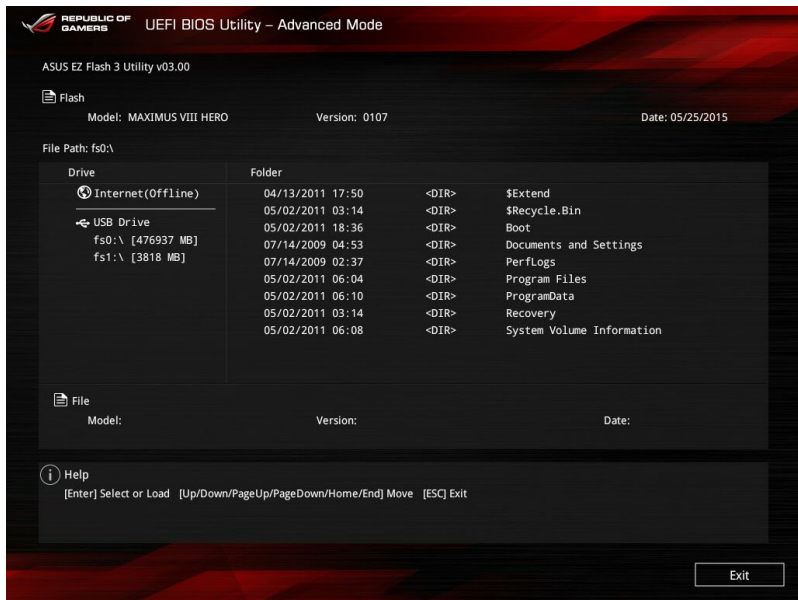 REPUBLIC OF
GAMERS
UEFI BIOS Utility – Advanced Mode
ASUS EZ Flash 3 Utility v03.00
Flash
Model: MAXIMUS VIII HERO Version: 0107 Date: 05/25/2015
File Path: fs0:\
Drive Folder
Internet(Offline) 04/13/2011 17:50 <DIR> $Extend
05/02/2011 03:14 <DIR> $Recycle.Bin
USB Drive 05/02/2011 18:36 <DIR> Boot
fs0:\ [476937 MB] 07/14/2009 04:53 <DIR> Documents and Settings
fs1:\ [3818 MB] 07/14/2009 02:37 <DIR> PerfLogs
05/02/2011 06:04 <DIR> Program Files
05/02/2011 06:10 <DIR> ProgramData
05/02/2011 03:14 <DIR> Recovery
05/02/2011 06:08 <DIR> System Volume Information
File
Model: Version: Date:
Help
[Enter] Select or Load [Up/Down/PageUp/PageDown/Home/End] Move [ESC] Exit
Exit